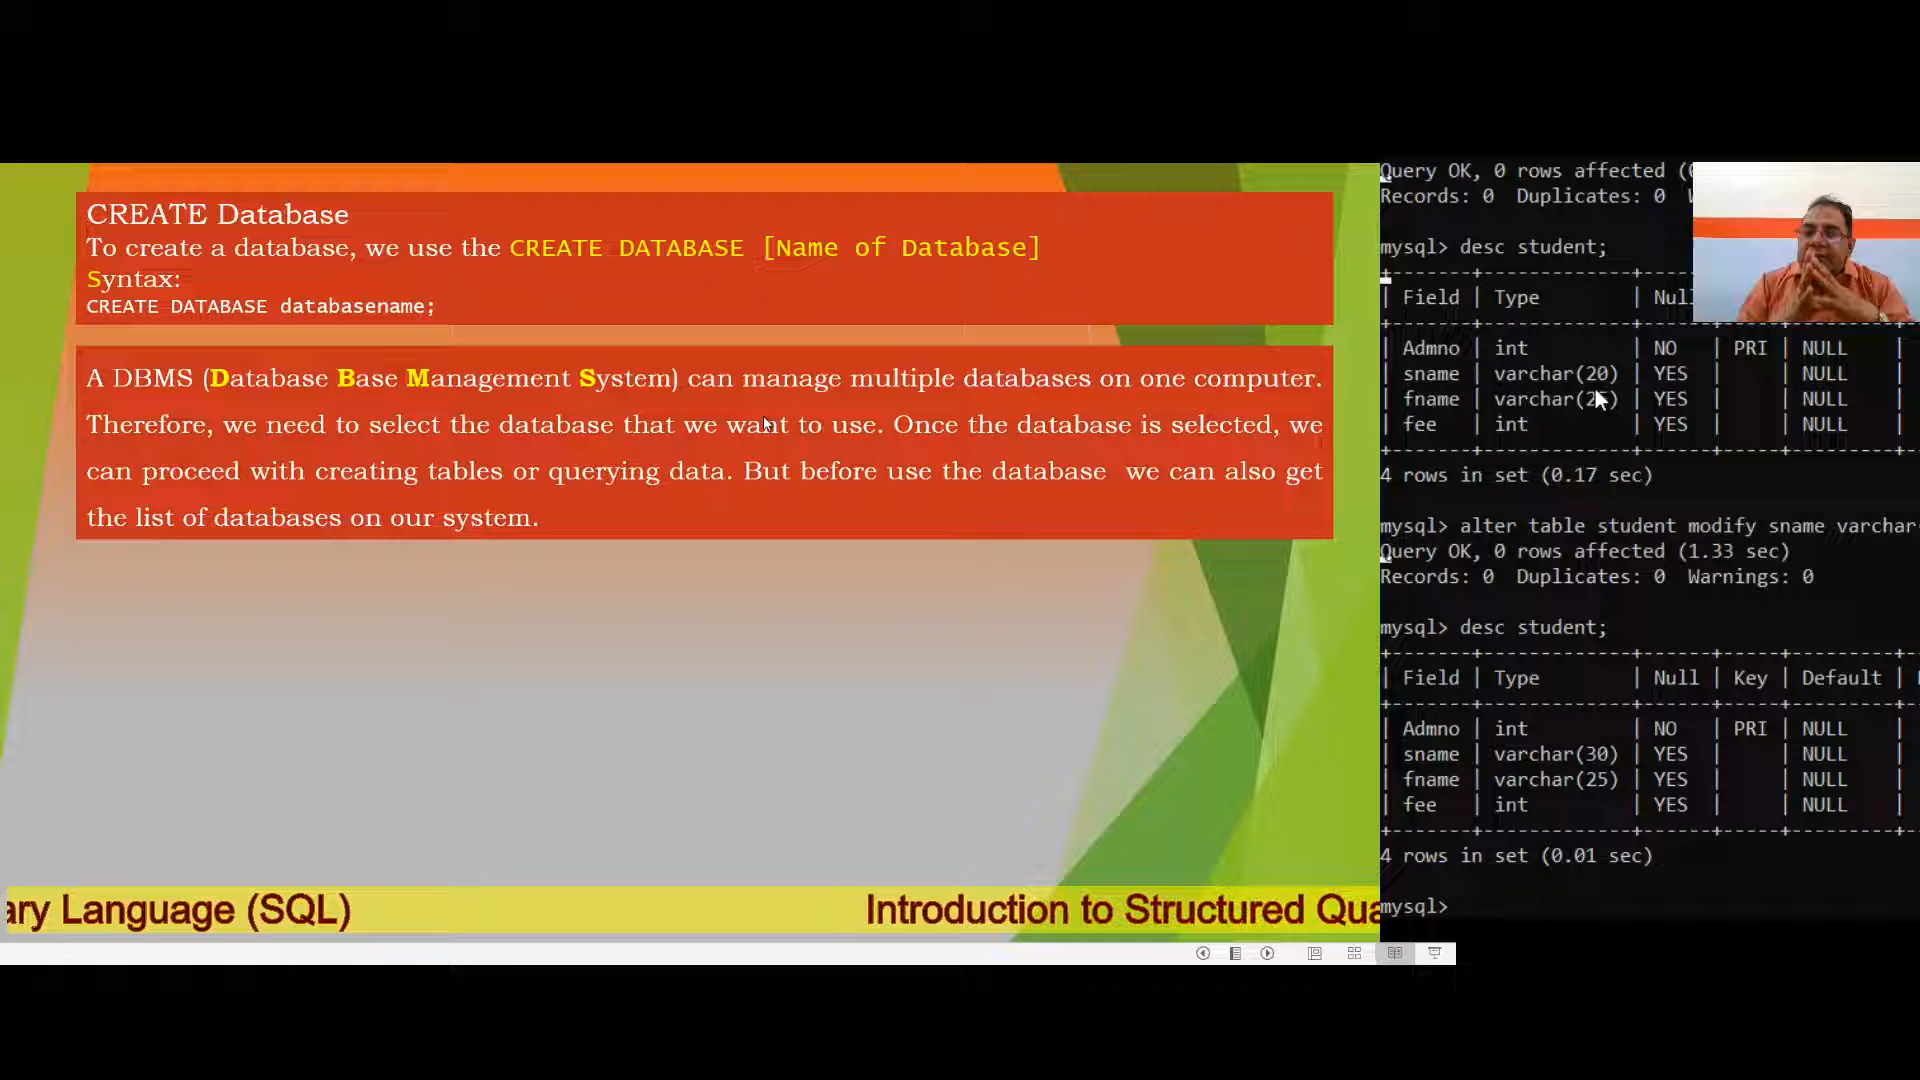 CREATE Database
To create a database, we use the CREATE DATABASE [Name of Database]
Syntax:
CREATE DATABASE databasename;
A DBMS (Database Base Management System) can manage multiple databases on one computer.
Therefore, we need to select the database that we want to use. Once the database is selected, we
can proceed with creating tables or querying data. But before use the database we can also get
the list of databases on our system.
ary Language (SQL) Introduction to Structured Qua
Query OK, 0 rows affected (
Records: 0 Duplicates: 0
mysql> desc student;
| Field | Type | Null
| Admno | int | NO | PRI | NULL |
| sname | varchar(20) | YES | | NULL |
| fname | varchar(25) | YES | | NULL |
| fee | int | YES | | NULL |
4 rows in set (0.17 sec)
mysql> alter table student modify sname varchar
Query OK, 0 rows affected (1.33 sec)
Records: 0 Duplicates: 0 Warnings: 0
mysql> desc student;
| Field | Type | Null | Key | Default |
| Admno | int | NO | PRI | NULL |
| sname | varchar(30) | YES | | NULL |
| fname | varchar(25) | YES | | NULL |
| fee | int | YES | | NULL |
4 rows in set (0.01 sec)
mysql>